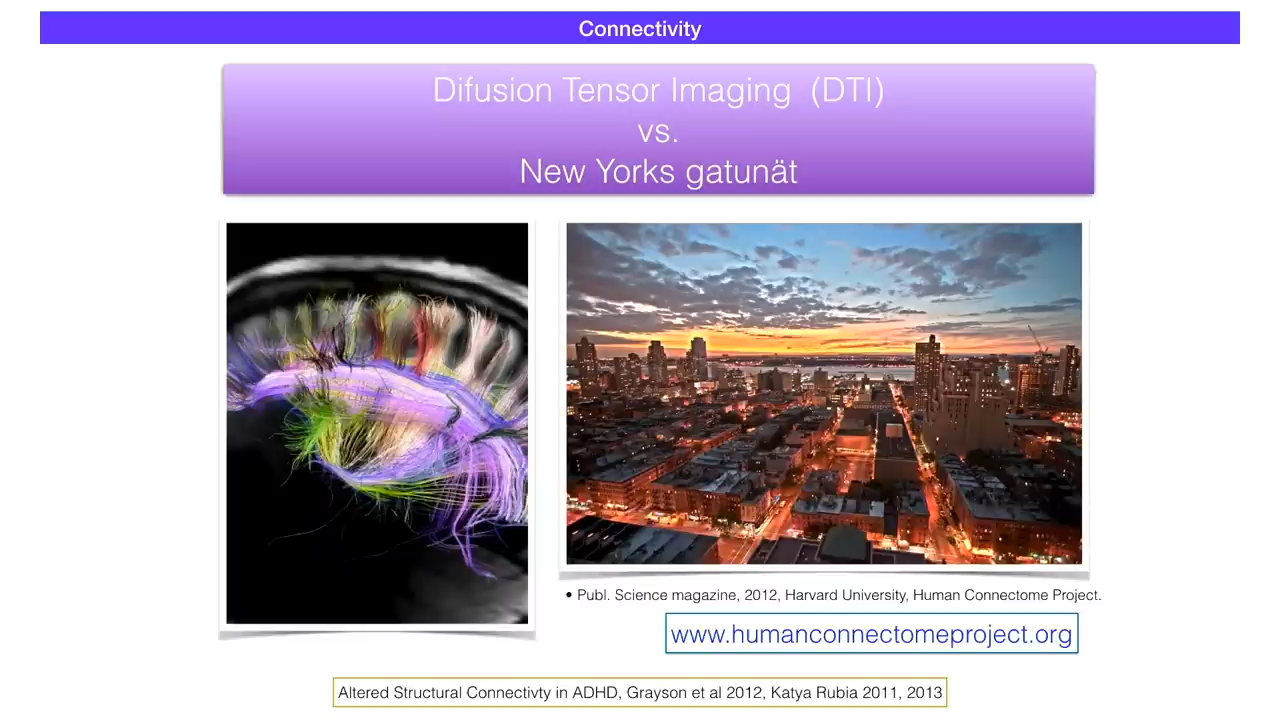 Connectivity
Difusion Tensor Imaging (DTI)
vs.
New Yorks gatunät
• Publ. Science magazine, 2012, Harvard University, Human Connectome Project.
www.humanconnectomeproject.org
Altered Structural Connectivty in ADHD, Grayson et al 2012, Katya Rubia 2011, 2013